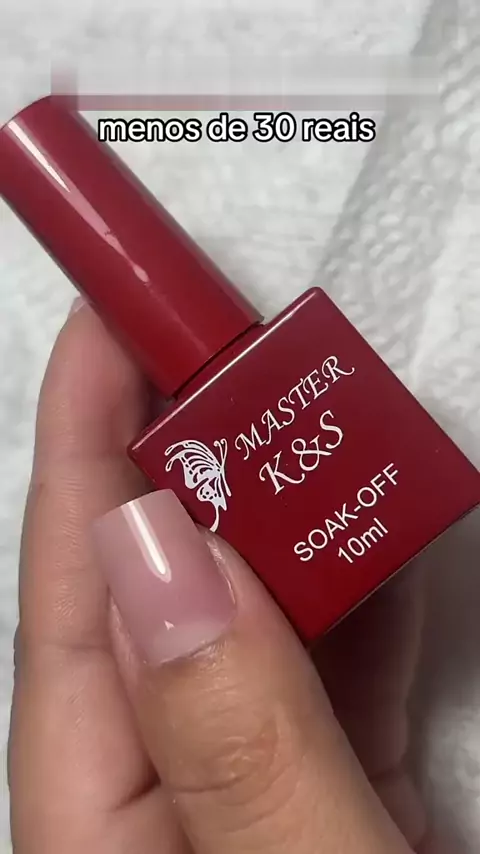 menos de 30 reais
MASTER
K&S
SOAK-OFF
10ml